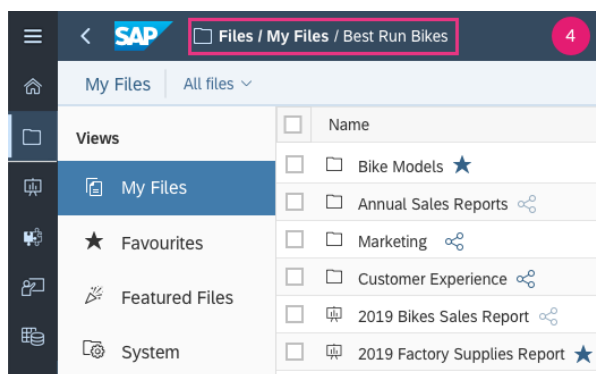 SAP Files / My Files / Best Run Bikes 4
My Files All files
Views
Name
My Files
Favourites
Featured Files
System
Bike Models
Annual Sales Reports
Marketing
Customer Experience
2019 Bikes Sales Report
2019 Factory Supplies Report